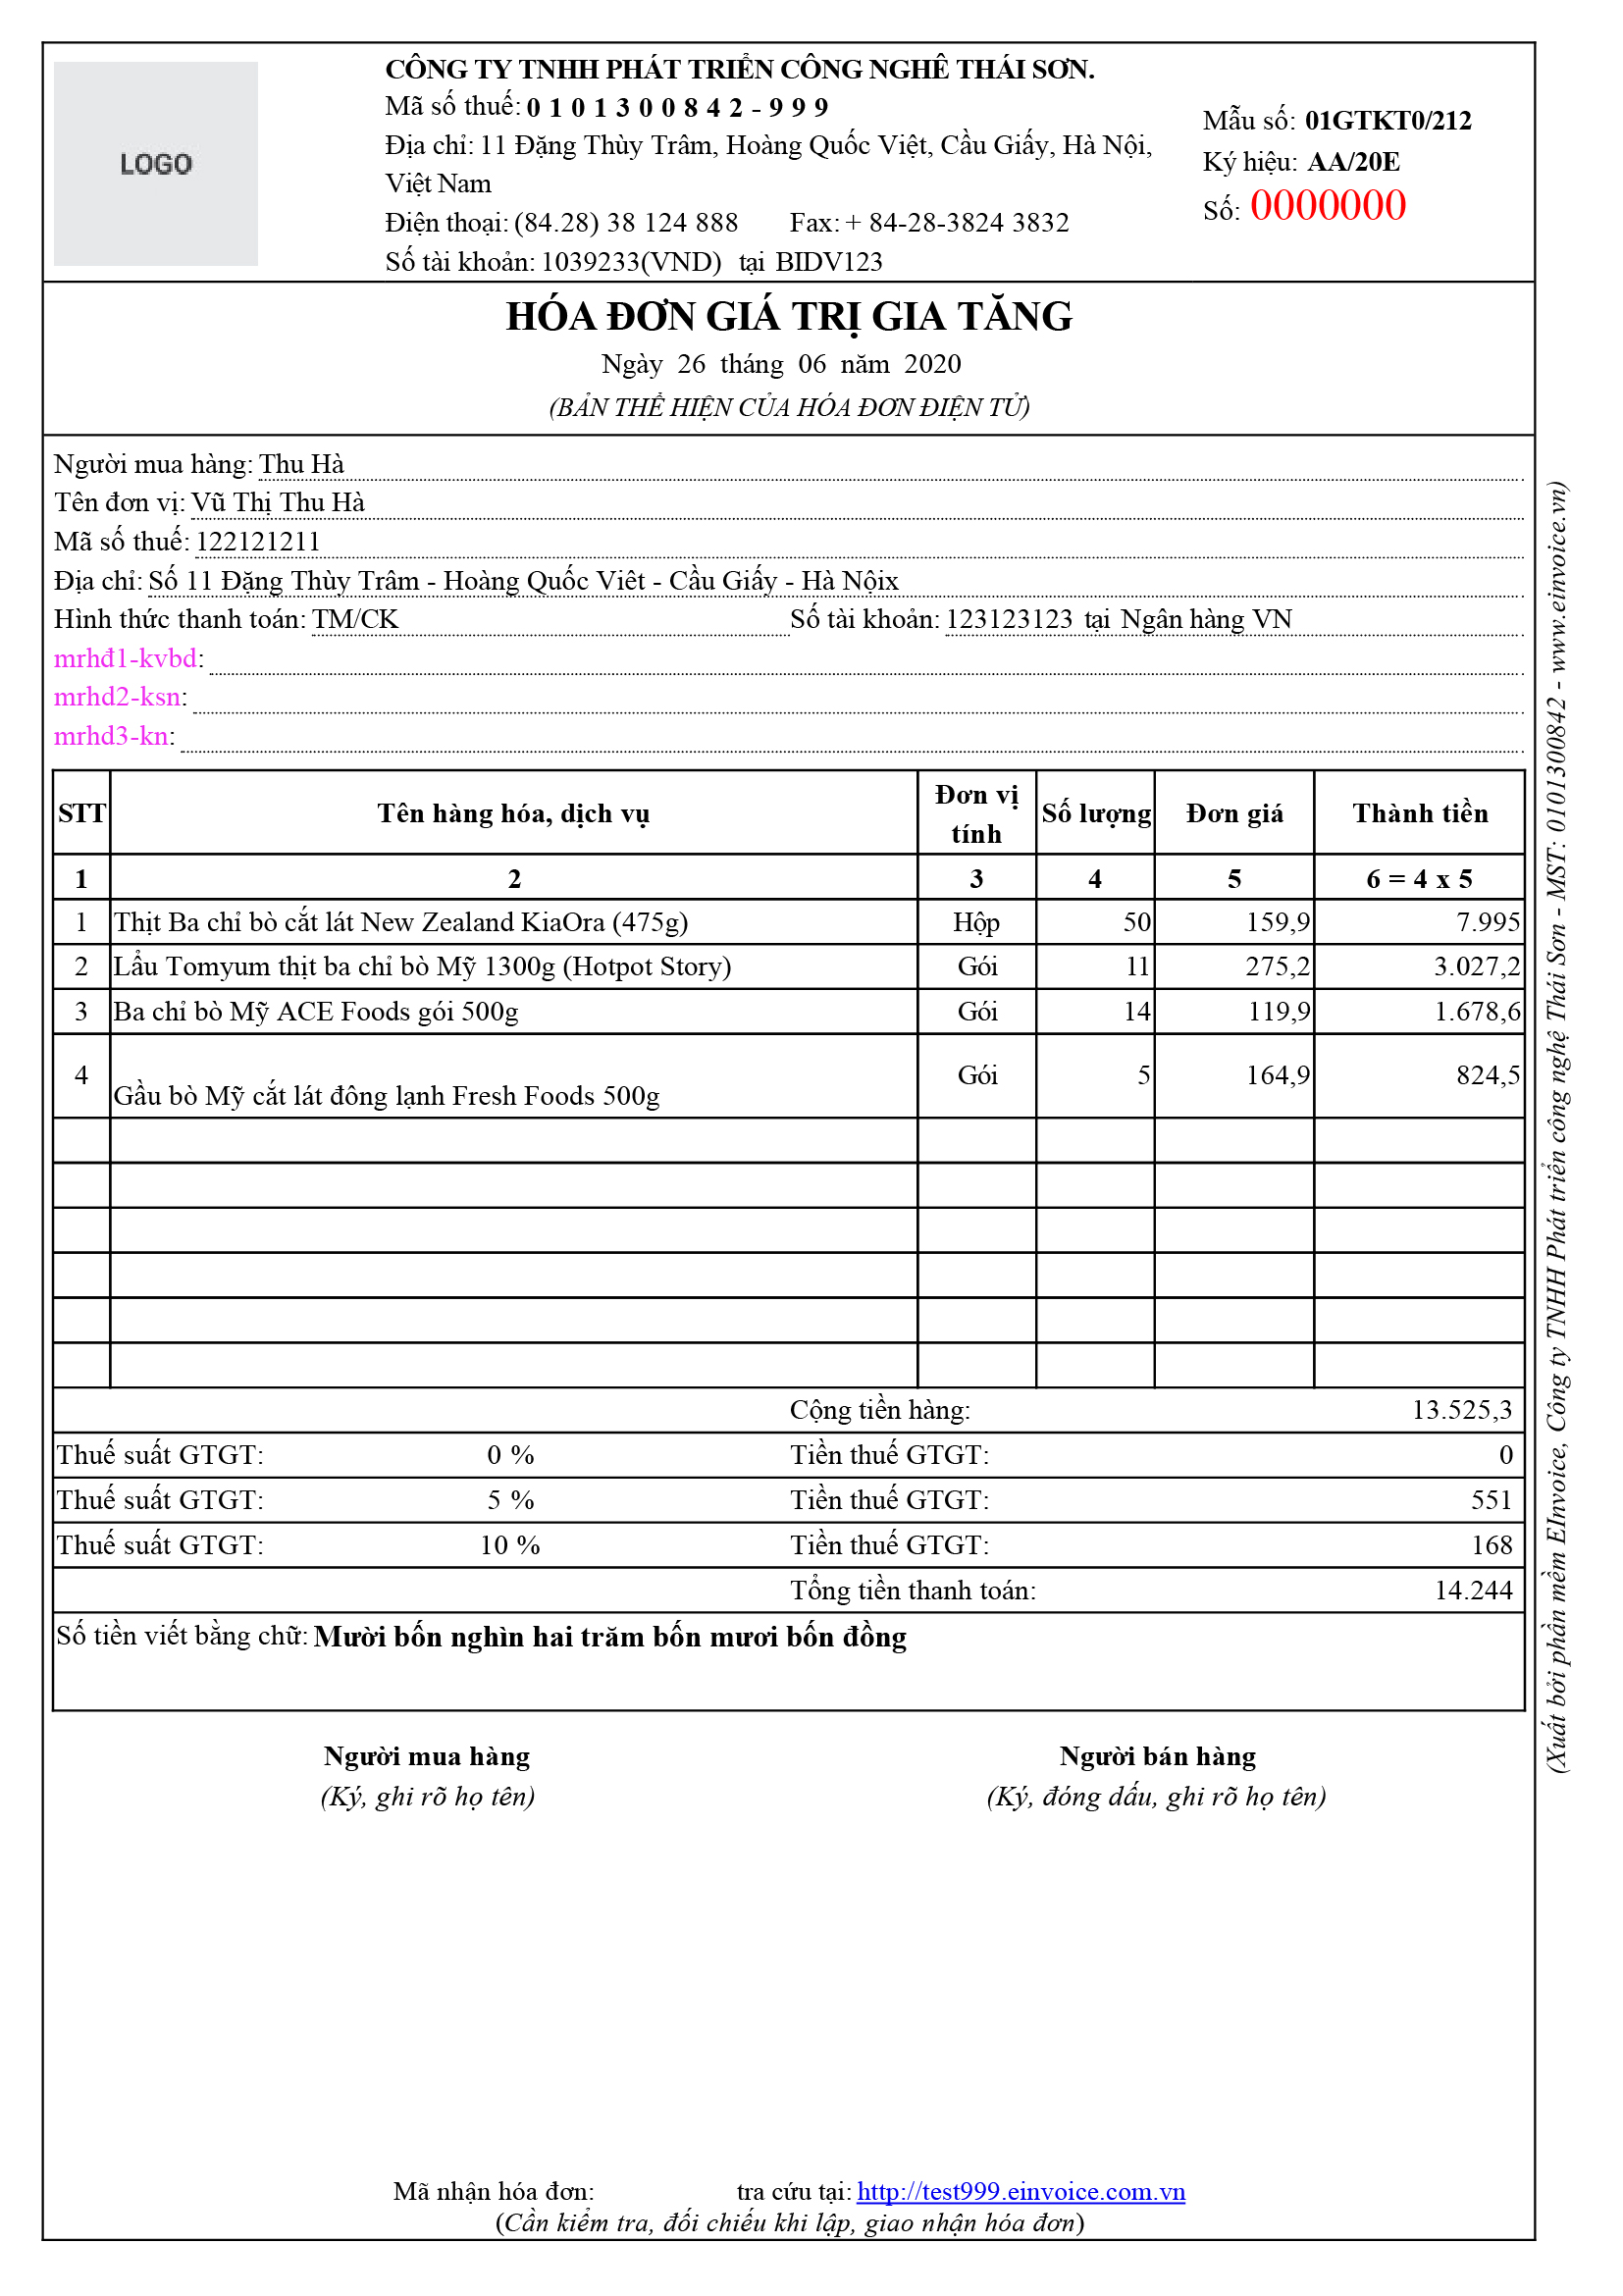 LOGO
CÔNG TY TNHH PHÁT TRIỂN CÔNG NGHÊ THÁI SƠN.
Mã số thuế: 0 1 0 1 3 0 0 8 4 2 - 9 9 9
Địa chỉ: 11 Đặng Thùy Trâm, Hoàng Quốc Việt, Cầu Giấy, Hà Nội,
Việt Nam
Điện thoại: (84.28) 38 124 888 Fax: + 84-28-3824 3832
Số tài khoản: 1039233(VND) tại BIDV123
Mẫu số: 01GTKT0/212
Ký hiệu: AA/20E
Số: 0000000
HÓA ĐƠN GIÁ TRỊ GIA TĂNG
Ngày 26 tháng 06 năm 2020
(BẢN THỂ HIỆN CỦA HÓA ĐƠN ĐIỆN TỬ)
Người mua hàng: Thu Hà
Tên đơn vị: Vũ Thị Thu Hà
Mã số thuế: 122121211
Địa chỉ: Số 11 Đặng Thùy Trâm - Hoàng Quốc Viêt - Cầu Giấy - Hà Nộix
Hình thức thanh toán: TM/CK Số tài khoản: 123123123 tại Ngân hàng VN
mrhđ1-kvbd:
mrhd2-ksn:
mrhd3-kn:
STT Tên hàng hóa, dịch vụ Đơn vị tính Số lượng Đơn giá Thành tiền
1 2 3 4 5 6 = 4 x 5
1 Thịt Ba chỉ bò cắt lát New Zealand KiaOra (475g) Hộp 50 159,9 7.995
2 Lẩu Tomyum thịt ba chỉ bò Mỹ 1300g (Hotpot Story) Gói 11 275,2 3.027,2
3 Ba chỉ bò Mỹ ACE Foods gói 500g Gói 14 119,9 1.678,6
4 Gầu bò Mỹ cắt lát đông lạnh Fresh Foods 500g Gói 5 164,9 824,5
Cộng tiền hàng: 13.525,3
Thuế suất GTGT: 0 % Tiền thuế GTGT: 0
Thuế suất GTGT: 5 % Tiền thuế GTGT: 551
Thuế suất GTGT: 10 % Tiền thuế GTGT: 168
Tổng tiền thanh toán: 14.244
Số tiền viết bằng chữ: Mười bốn nghìn hai trăm bốn mươi bốn đồng
Người mua hàng Người bán hàng
(Ký, ghi rõ họ tên) (Ký, đóng dấu, ghi rõ họ tên)
Mã nhận hóa đơn: tra cứu tại: http://test999.einvoice.com.vn
(Cần kiểm tra, đối chiếu khi lập, giao nhận hóa đơn)
(Xuất bởi phần mềm EInvoice, Công ty TNHH Phát triển công nghệ Thái Sơn - MST: 0101300842 - www.einvoice.vn)